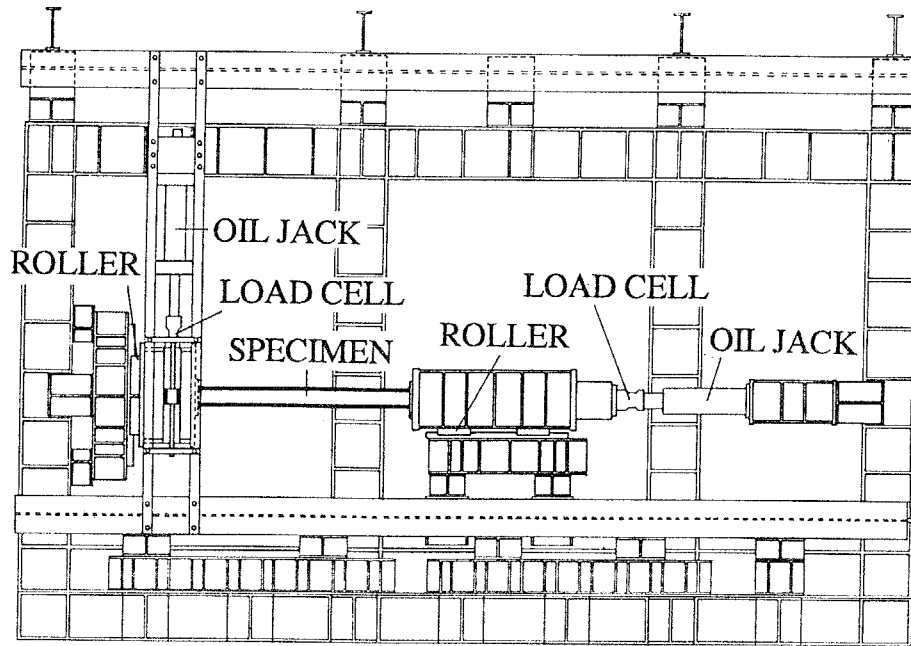 OIL JACK
ROLLER
LOAD CELL
LOAD CELL
SPECIMEN
ROLLER
OIL JACK